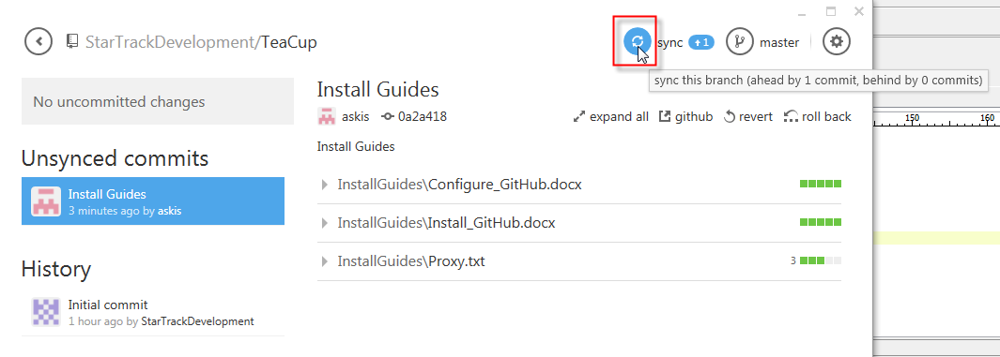 StarTrackDevelopment/TeaCup
sync 1 master
sync this branch (ahead by 1 commit, behind by 0 commits)
No uncommitted changes
Unsynced commits
Install Guides
3 minutes ago by askis
History
Initial commit
1 hour ago by StarTrackDevelopment
Install Guides
askis 0a2a418 expand all github revert roll back
Install Guides
InstallGuides\Configure_GitHub.docx
InstallGuides\Install_GitHub.docx
InstallGuides\Proxy.txt 3
150 160